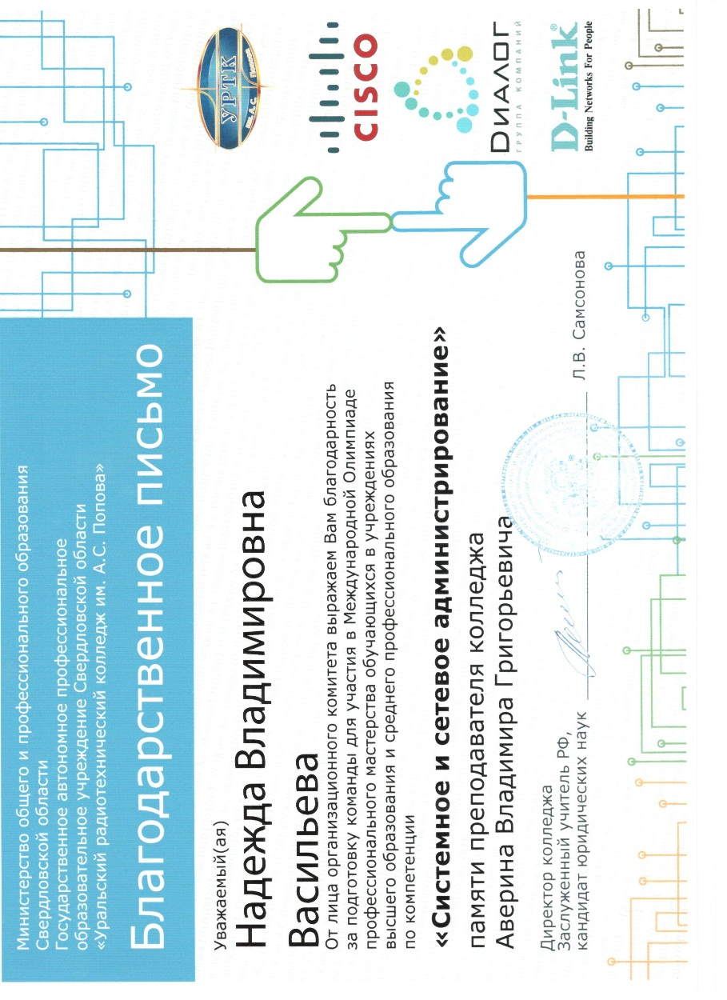 Министерство общего и профессионального образования
Свердловской области
Государственное автономное профессиональное
образовательное учреждение Свердловской области
«Уральский радиотехнический колледж им. А.С. Попова»
Благодарственное письмо
Уважаемый(ая)
Надежда Владимировна
Васильева
От лица организационного комитета выражаем Вам благодарность
за подготовку команды для участия в Международной Олимпиаде
профессионального мастерства обучающихся в учреждениях
высшего образования и среднего профессионального образования
по компетенции
«Системное и сетевое администрирование»
памяти преподавателя колледжа
Аверина Владимира Григорьевича
Директор колледжа
Заслуженный учитель РФ,
кандидат юридических наук
Л.В. Самсонова
УРТК
им. А.С. Попова
CISCO
DИАЛОГ
ГРУППА КОМПАНИЙ
D-Link®
Building Networks For People